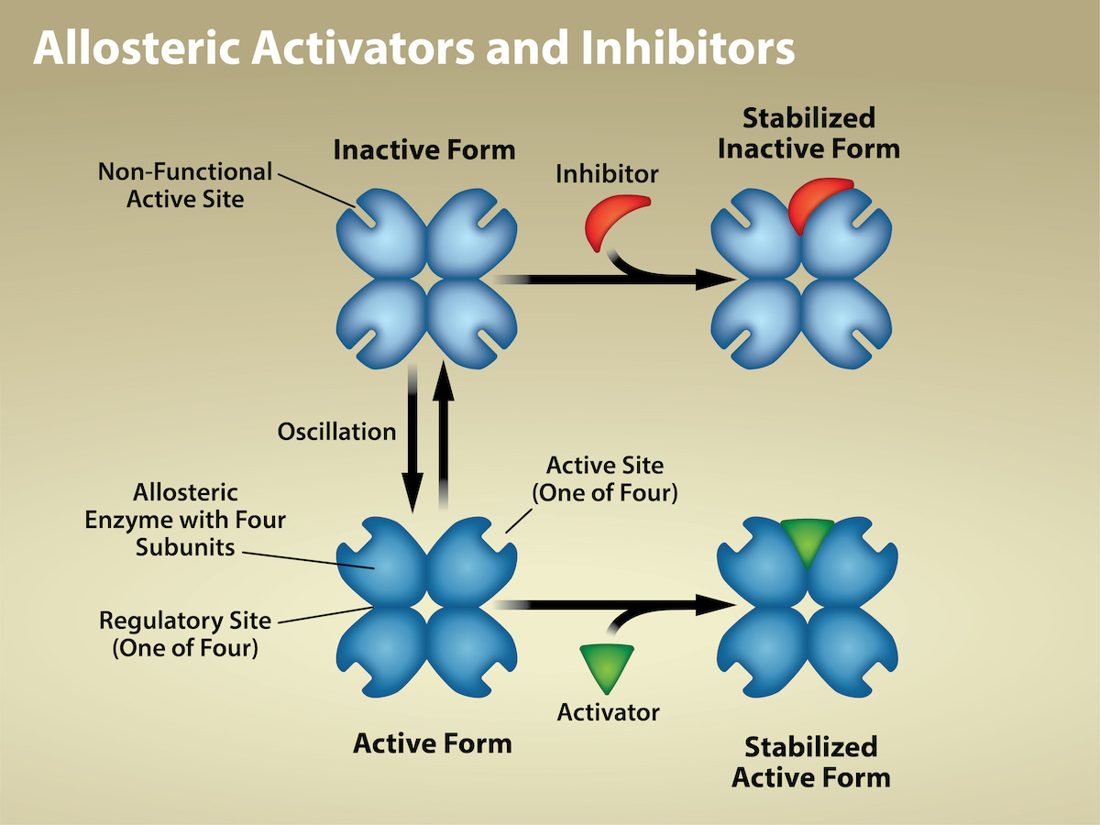 Allosteric Activators and Inhibitors
Inactive Form
Stabilized
Inactive Form
Non-Functional
Active Site
Inhibitor
Oscillation
Allosteric
Enzyme with Four
Subunits
Active Site
(One of Four)
Regulatory Site
(One of Four)
Activator
Active Form
Stabilized
Active Form